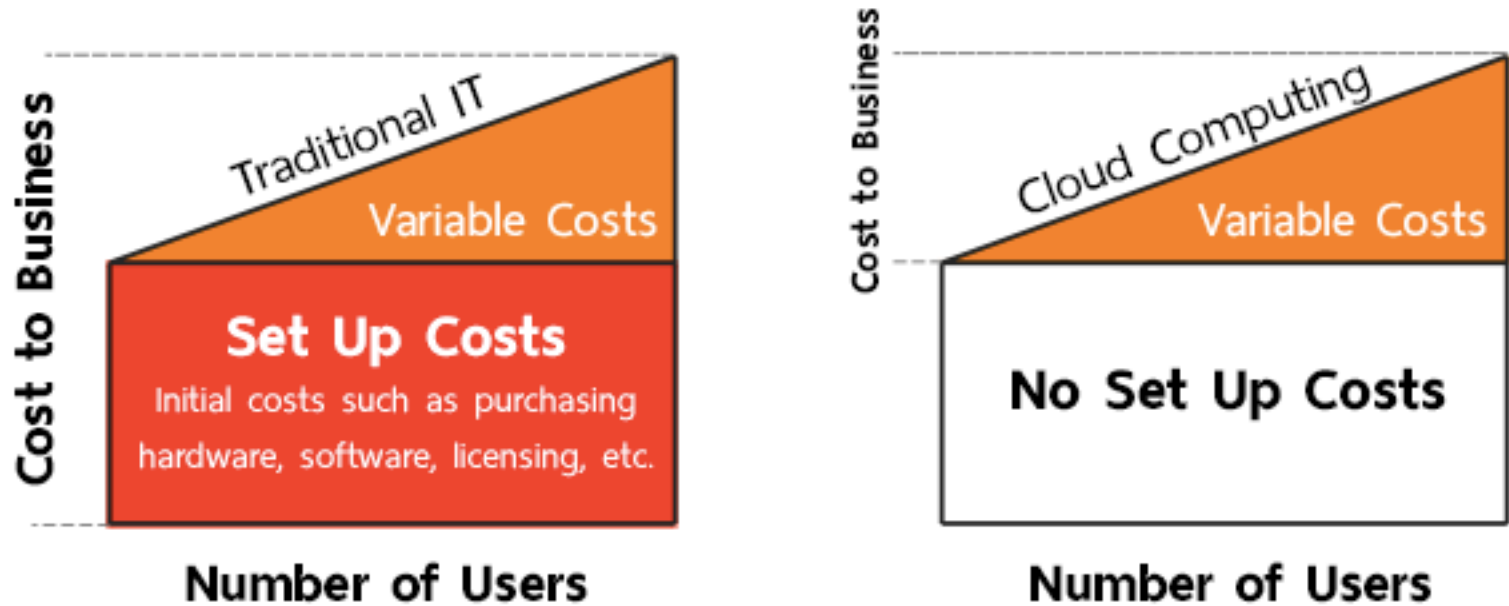 Cost to Business
Traditional IT
Variable Costs
Set Up Costs
Initial costs such as purchasing
hardware, software, licensing, etc.
Number of Users
Cost to Business
Cloud Computing
Variable Costs
No Set Up Costs
Number of Users